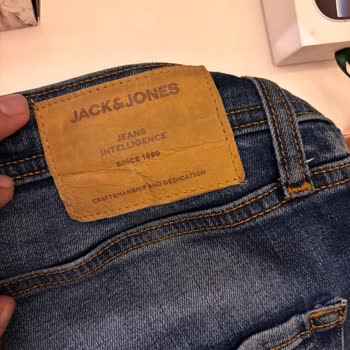 JACK&JONES
JEANS
INTELLIGENCE
SINCE 1990
CRAFTSMANSHIP AND DEDICATION